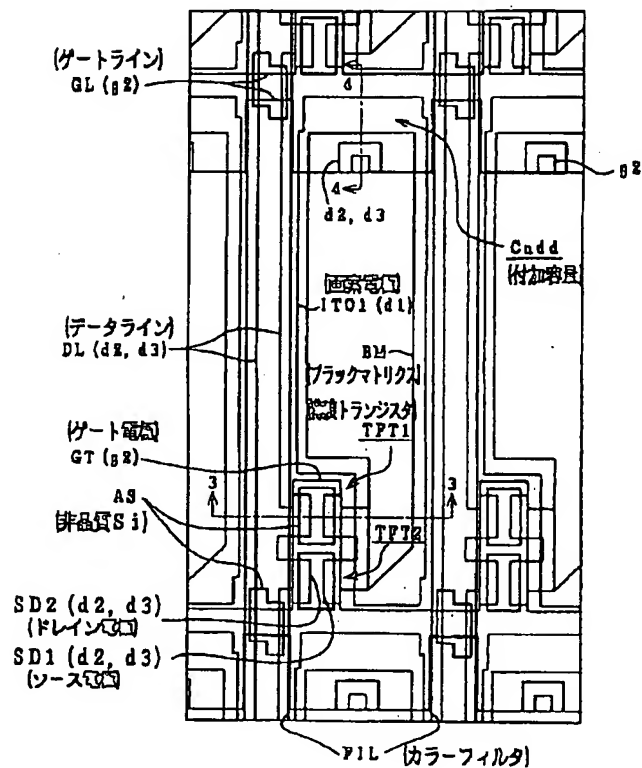 (ゲートライン)
GL (g2)
4
4
d2, d3
g2
Cadd
(付加容量)
(画素電極)
ITO1 (d1)
(データライン)
DL (d2, d3)
BM
(ブラックマトリクス)
トランジスタ)
TFT1
(ゲート電極)
GT (g2)
3
3
AS
(非晶質Si)
TFT2
SD2 (d2, d3)
(ドレイン電極)
SD1 (d2, d3)
(ソース電極)
FIL (カラーフィルタ)